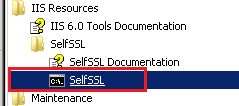 IIS Resources
IIS 6.0 Tools Documentation
SelfSSL
SelfSSL Documentation
SelfSSL
Maintenance